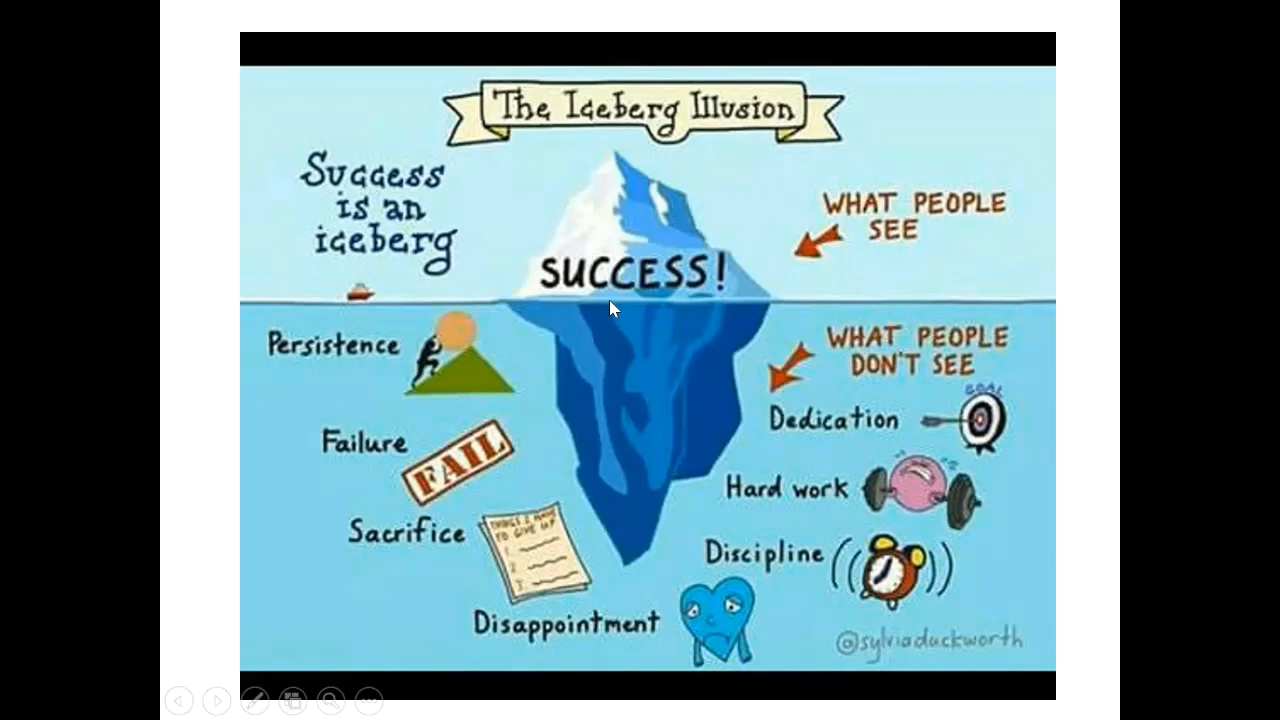 The Iceberg Illusion
Success
is an
iceberg
WHAT PEOPLE
SEE
SUCCESS!
Persistence
WHAT PEOPLE
DON'T SEE
GOAL
Dedication
Failure
FAIL
Hard work
Sacrifice
THINGS I HAVE
TO GIVE UP
1
2
3
Discipline
Disappointment
@sylviaduckworth